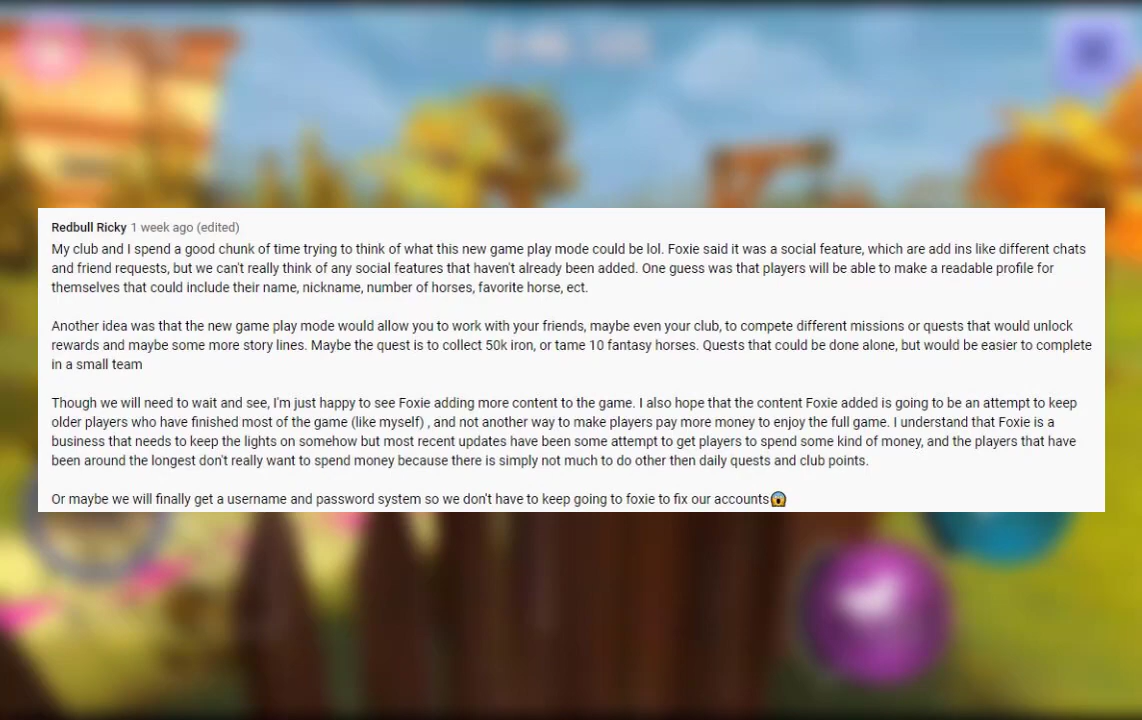 Redbull Ricky 1 week ago (edited)
My club and I spend a good chunk of time trying to think of what this new game play mode could be lol. Foxie said it was a social feature, which are add ins like different chats
and friend requests, but we can't really think of any social features that haven't already been added. One guess was that players will be able to make a readable profile for
themselves that could include their name, nickname, number of horses, favorite horse, ect.
Another idea was that the new game play mode would allow you to work with your friends, maybe even your club, to compete different missions or quests that would unlock
rewards and maybe some more story lines. Maybe the quest is to collect 50k iron, or tame 10 fantasy horses. Quests that could be done alone, but would be easier to complete
in a small team
Though we will need to wait and see, I'm just happy to see Foxie adding more content to the game. I also hope that the content Foxie added is going to be an attempt to keep
older players who have finished most of the game (like myself) , and not another way to make players pay more money to enjoy the full game. I understand that Foxie is a
business that needs to keep the lights on somehow but most recent updates have been some attempt to get players to spend some kind of money, and the players that have
been around the longest don't really want to spend money because there is simply not much to do other then daily quests and club points.
Or maybe we will finally get a username and password system so we don't have to keep going to foxie to fix our accounts😱